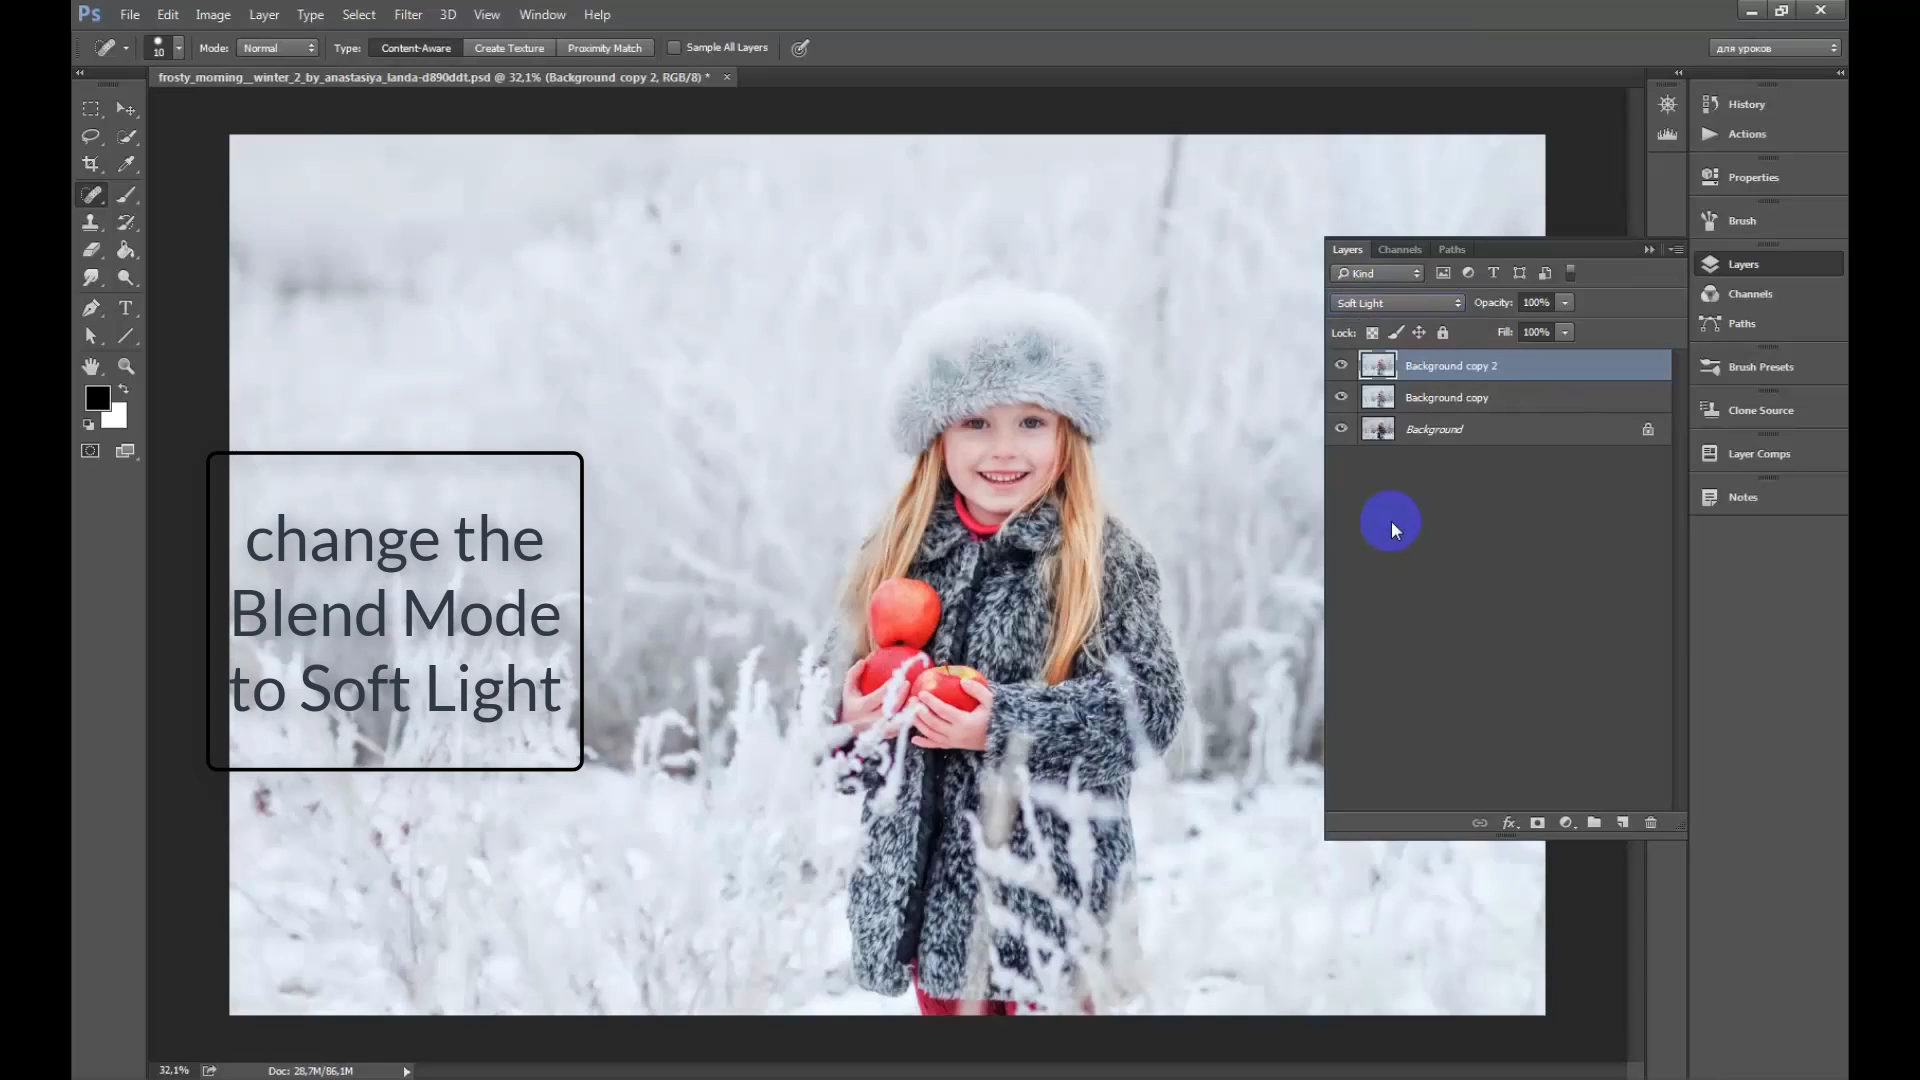 Ps File Edit Image Layer Type Select Filter 3D View Window Help
10 Mode: Normal Type: Content-Aware Create Texture Proximity Match Sample All Layers для уроков
frosty_morning__winter_2_by_anastasiya_landa-d890ddt.psd @ 32,1% (Background copy 2, RGB/8) * ×
History
Actions
Properties
Brush
Layers
Channels
Paths
Brush Presets
Clone Source
Layer Comps
Notes
Layers Channels Paths
Kind
Soft Light Opacity: 100%
Lock: Fill: 100%
Background copy 2
Background copy
Background
fx
change the
Blend Mode
to Soft Light
32,1% Doc: 28,7M/86,1M